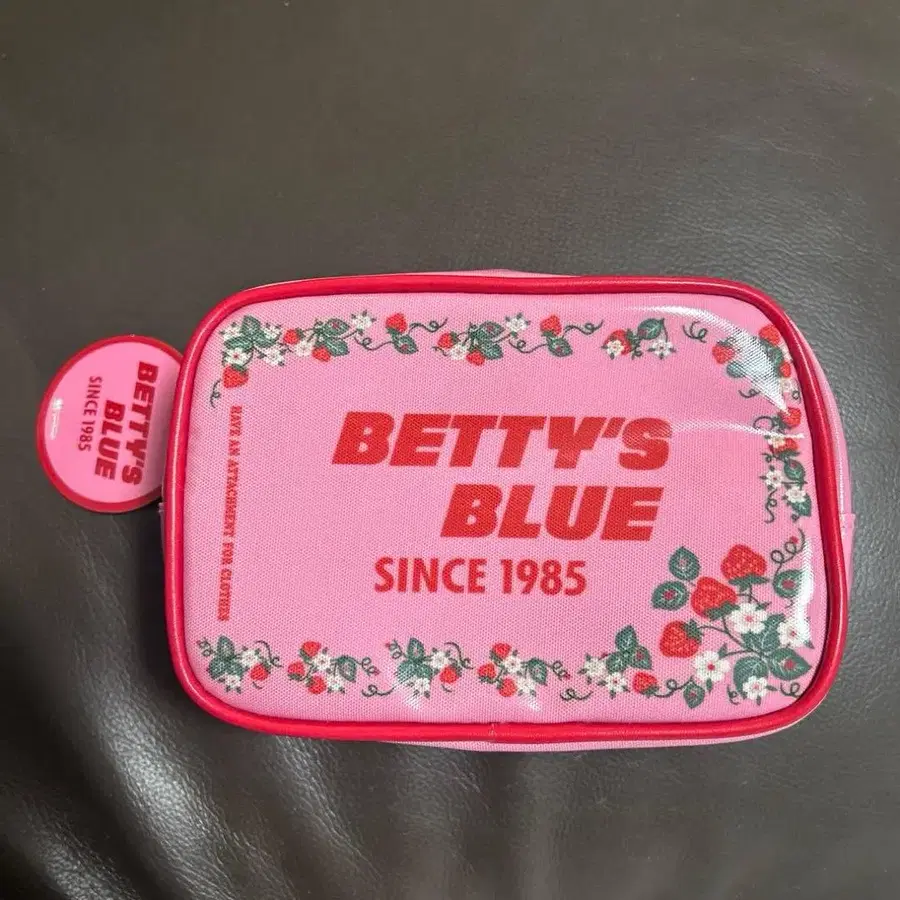 BETTY'S
BLUE
SINCE 1985
HAVE AN ATTACHMENT FOR CLOTHES
BETTY'S
BLUE
SINCE 1985